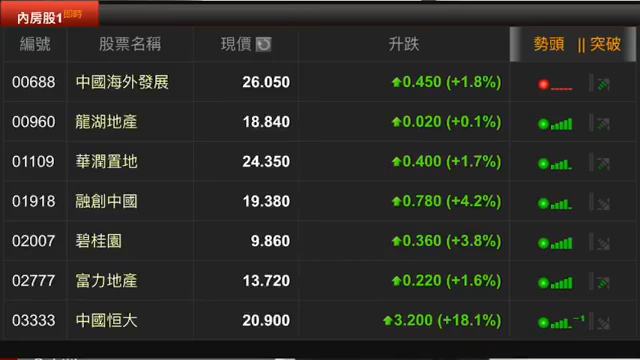 內房股1即時
編號 股票名稱 現價 升跌 勢頭 || 突破
00688 中國海外發展 26.050 0.450 (+1.8%)
00960 龍湖地產 18.840 0.020 (+0.1%)
01109 華潤置地 24.350 0.400 (+1.7%)
01918 融創中國 19.380 0.780 (+4.2%)
02007 碧桂園 9.860 0.360 (+3.8%)
02777 富力地產 13.720 0.220 (+1.6%)
03333 中國恒大 20.900 3.200 (+18.1%) -1